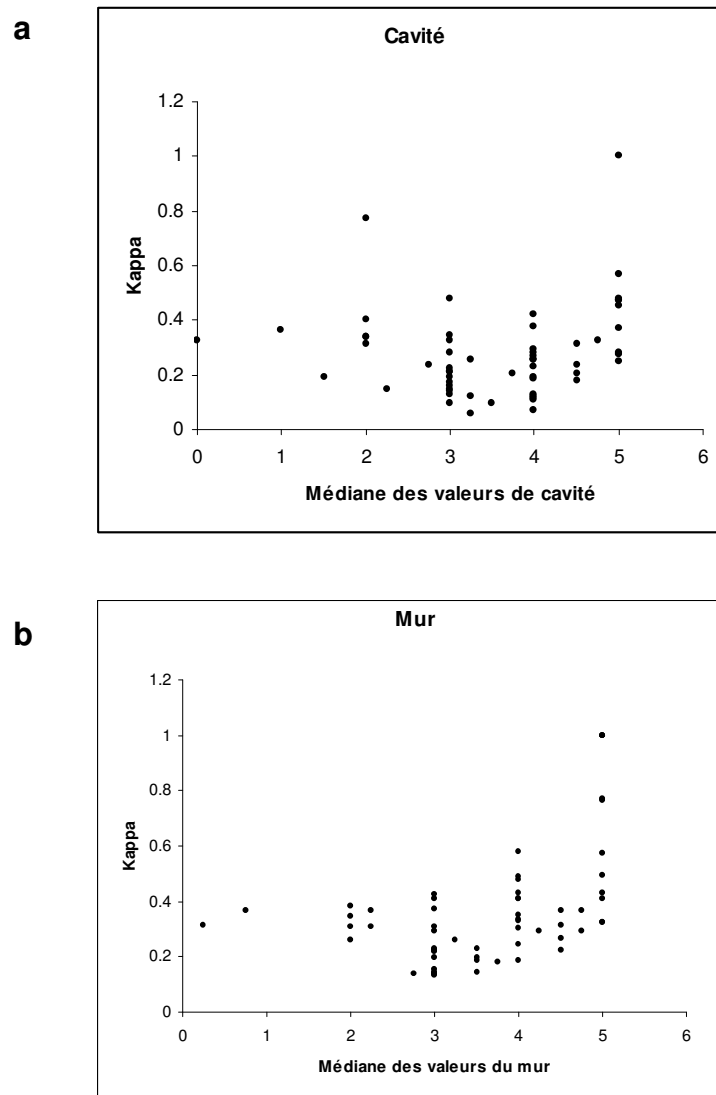 a
Cavité
1.2
1
0.8
0.6
0.4
0.2
0
Kappa
0 1 2 3 4 5 6
Médiane des valeurs de cavité
b
Mur
1.2
1
0.8
0.6
0.4
0.2
0
Kappa
0 1 2 3 4 5 6
Médiane des valeurs du mur